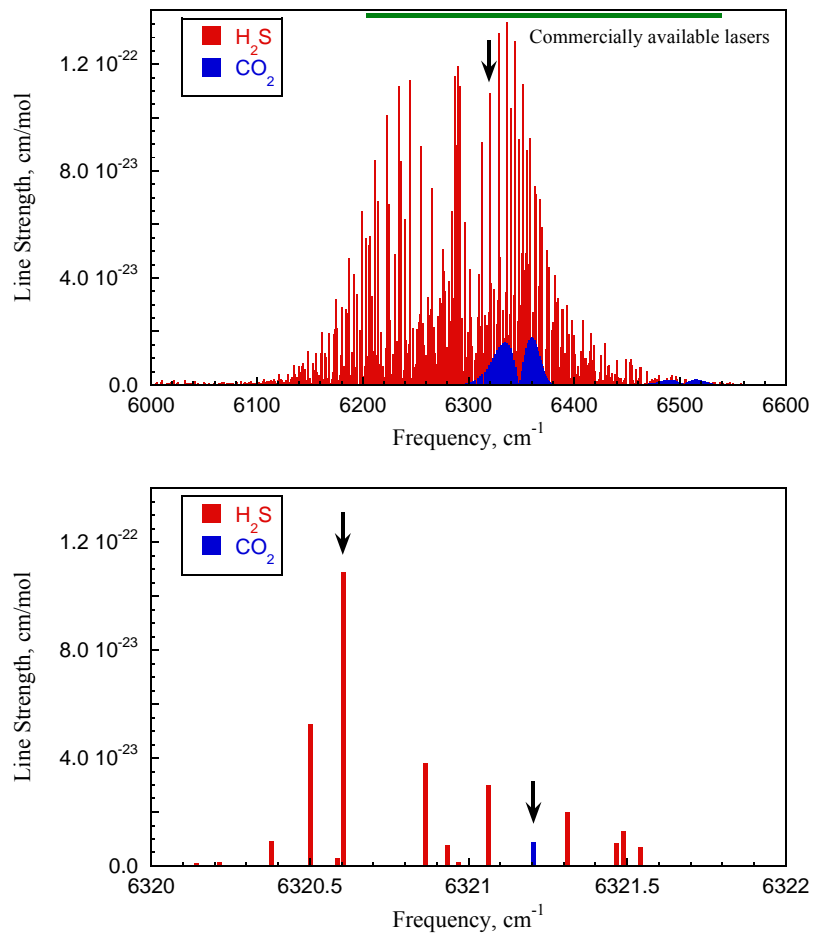 H₂S
CO₂
Commercially available lasers
1.2 10⁻²²
8.0 10⁻²³
4.0 10⁻²³
0.0
Line Strength, cm/mol
6000 6100 6200 6300 6400 6500 6600
Frequency, cm⁻¹
H₂S
CO₂
1.2 10⁻²²
8.0 10⁻²³
4.0 10⁻²³
0.0
Line Strength, cm/mol
6320 6320.5 6321 6321.5 6322
Frequency, cm⁻¹